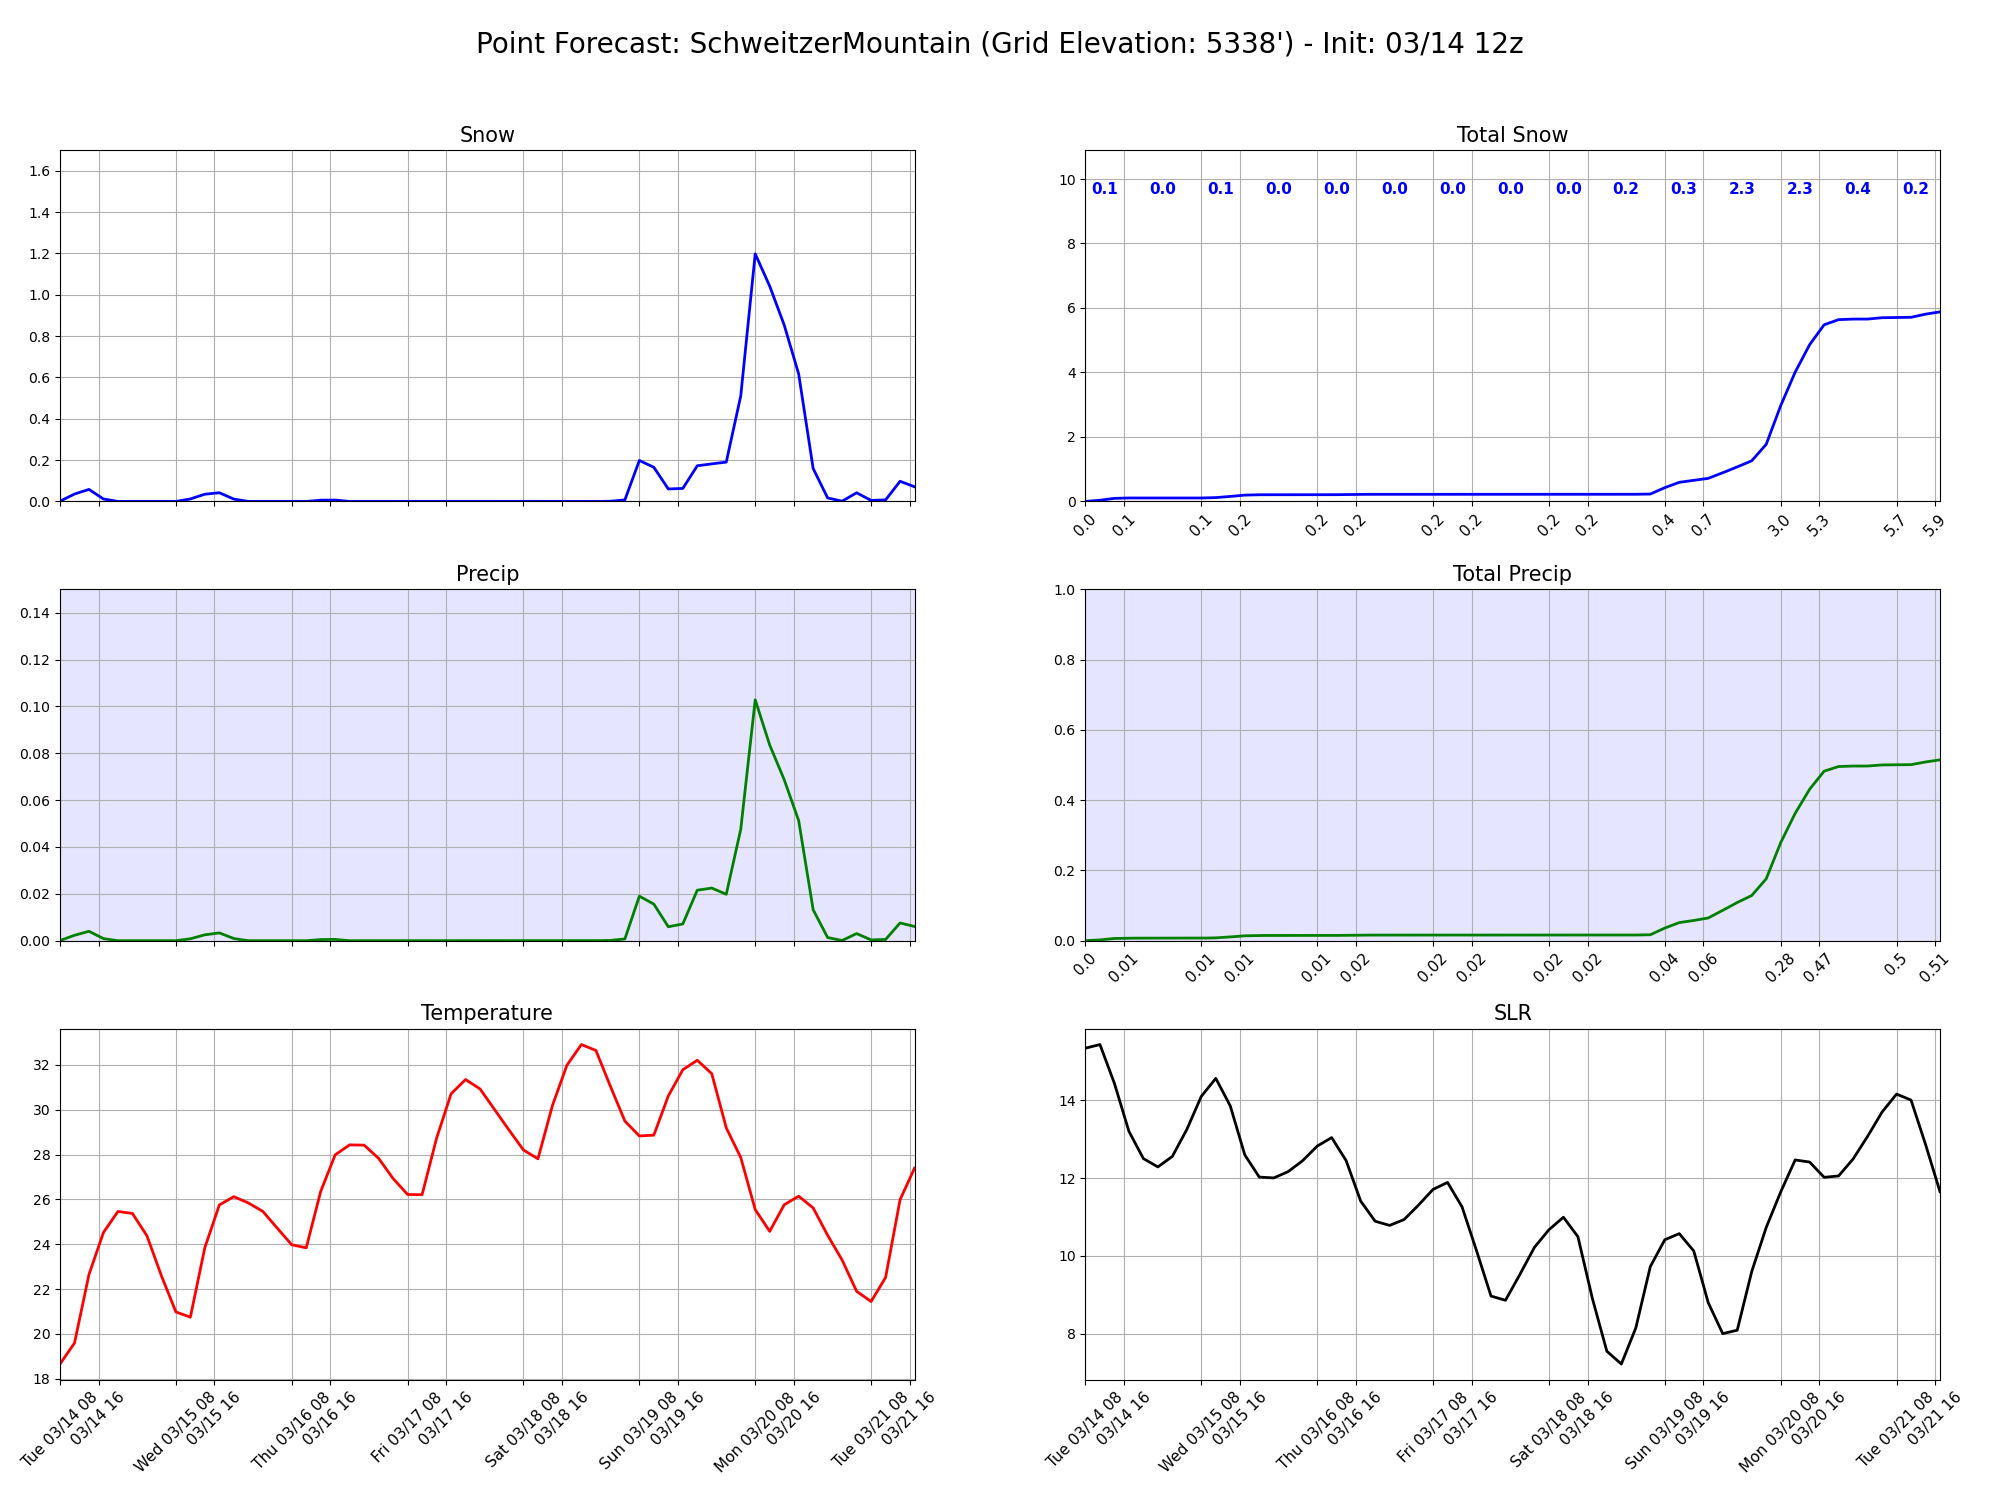 Point Forecast: SchweitzerMountain (Grid Elevation: 5338') - Init: 03/14 12z
Snow
1.6
1.4
1.2
1.0
0.8
0.6
0.4
0.2
0.0
Total Snow
10
8
6
4
2
0
0.1 0.0 0.1 0.0 0.0 0.0 0.0 0.0 0.0 0.2 0.3 2.3 2.3 0.4 0.2
0.0 0.1 0.1 0.2 0.2 0.2 0.2 0.2 0.2 0.2 0.4 0.7 3.0 5.3 5.7 5.9
Precip
0.14
0.12
0.10
0.08
0.06
0.04
0.02
0.00
Total Precip
1.0
0.8
0.6
0.4
0.2
0.0
0.0 0.01 0.01 0.01 0.01 0.02 0.02 0.02 0.02 0.02 0.04 0.06 0.28 0.47 0.5 0.51
Temperature
32
30
28
26
24
22
20
18
Tue 03/14 08
03/14 16
Wed 03/15 08
03/15 16
Thu 03/16 08
03/16 16
Fri 03/17 08
03/17 16
Sat 03/18 08
03/18 16
Sun 03/19 08
03/19 16
Mon 03/20 08
03/20 16
Tue 03/21 08
03/21 16
SLR
14
12
10
8
Tue 03/14 08
03/14 16
Wed 03/15 08
03/15 16
Thu 03/16 08
03/16 16
Fri 03/17 08
03/17 16
Sat 03/18 08
03/18 16
Sun 03/19 08
03/19 16
Mon 03/20 08
03/20 16
Tue 03/21 08
03/21 16